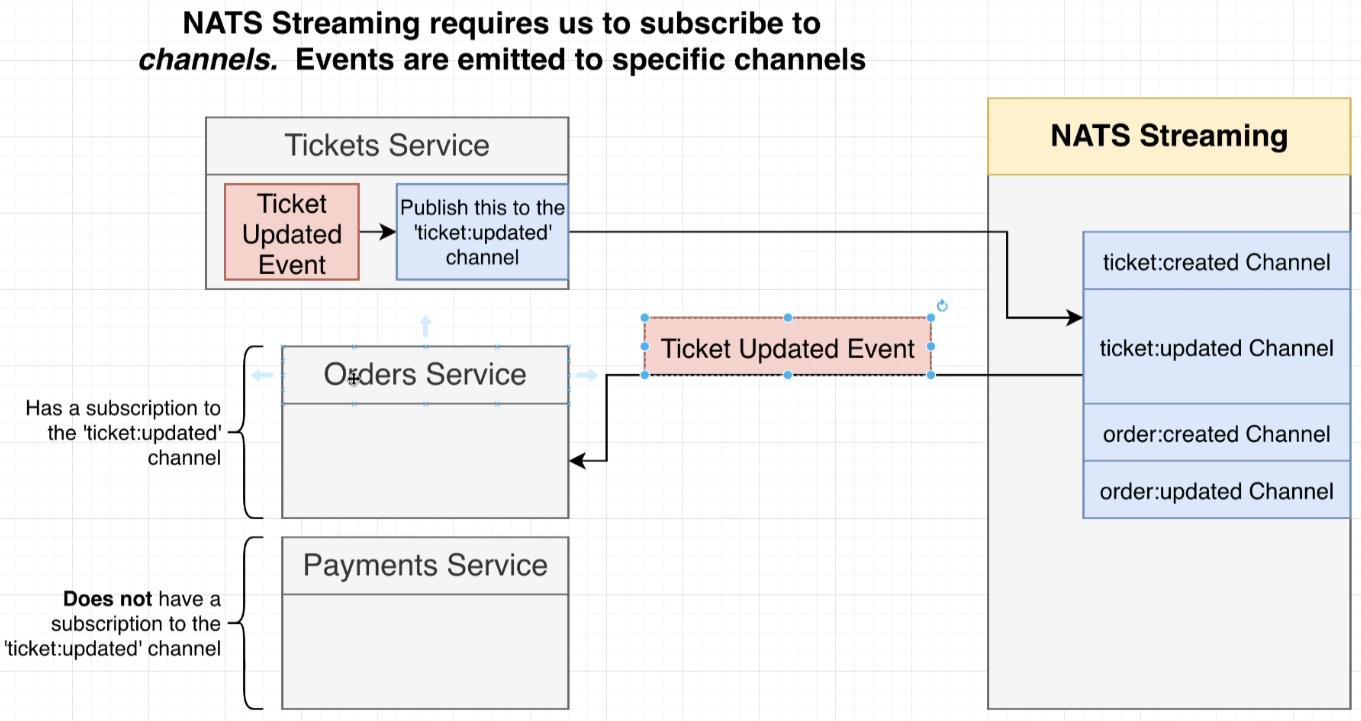 NATS Streaming requires us to subscribe to
channels. Events are emitted to specific channels
Tickets Service
Ticket
Updated
Event
Publish this to the
'ticket:updated'
channel
NATS Streaming
ticket:created Channel
ticket:updated Channel
order:created Channel
order:updated Channel
Ticket Updated Event
Orders Service
Has a subscription to
the 'ticket:updated'
channel
Payments Service
Does not have a
subscription to the
'ticket:updated' channel